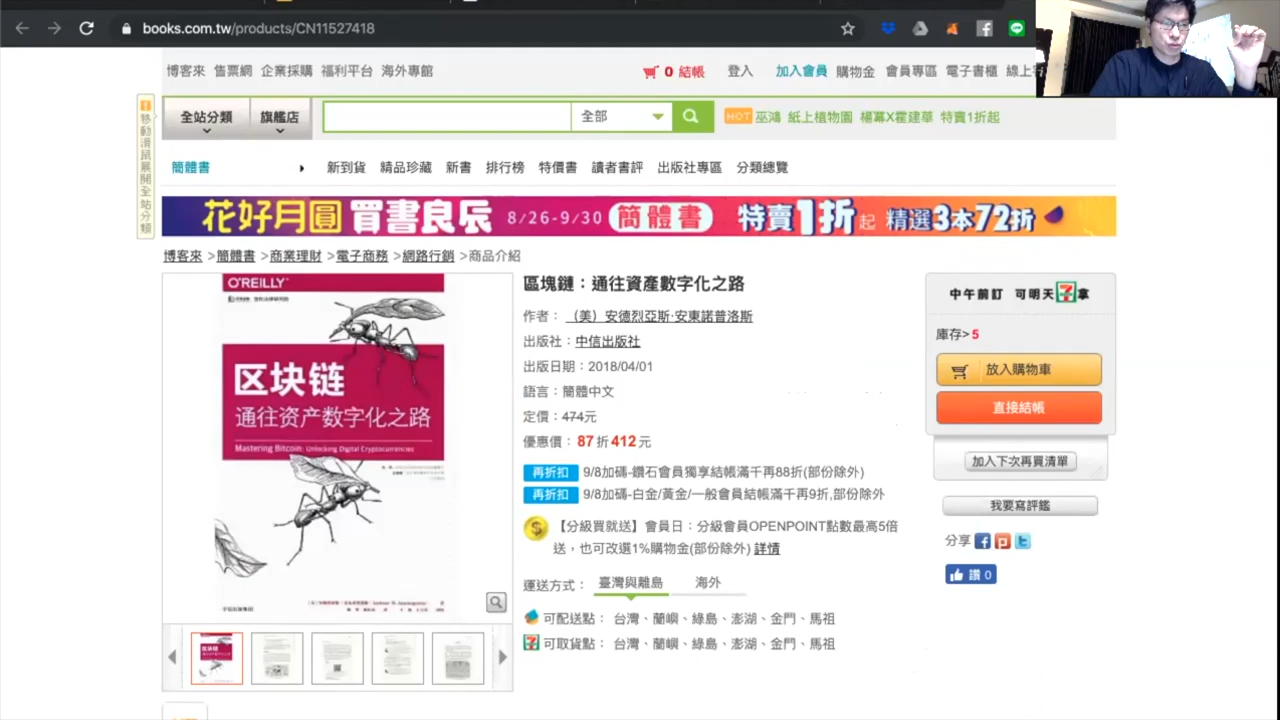 books.com.tw/products/CN11527418
博客來 售票網 企業採購 福利平台 海外專館
0 結帳 登入 加入會員 購物金 會員專區 電子書櫃 線上
全站分類 旗艦店 全部 HOT 巫鴻 紙上植物園 楊冪X霍建華 特賣1折起
移動滑鼠展開全站分類
簡體書 新到貨 精品珍藏 新書 排行榜 特價書 讀者書評 出版社專區 分類總覽
花好月圓 買書良辰 8/26-9/30 簡體書 特賣1折起 精選3本72折
博客來 >簡體書 >商業理財 >電子商務 >網路行銷 >商品介紹
O'REILLY
区块链
通往资产数字化之路
Mastering Bitcoin: Unlocking Digital Cryptocurrencies
區塊鏈：通往資產數字化之路
作者： （美）安德烈亞斯·安東諾普洛斯
出版社：中信出版社
出版日期：2018/04/01
語言：簡體中文
定價：474元
優惠價：87折412元
再折扣 9/8加碼-鑽石會員獨享結帳滿千再88折(部份除外)
再折扣 9/8加碼-白金/黃金/一般會員結帳滿千再9折,部份除外
【分級買就送】會員日：分級會員OPENPOINT點數最高5倍
送，也可改選1%購物金(部份除外) 詳情
運送方式： 臺灣與離島 海外
可配送點： 台灣、蘭嶼、綠島、澎湖、金門、馬祖
可取貨點： 台灣、蘭嶼、綠島、澎湖、金門、馬祖
中午前訂 可明天7拿
庫存>5
放入購物車
直接結帳
加入下次再買清單
我要寫評鑑
分享
讚 0